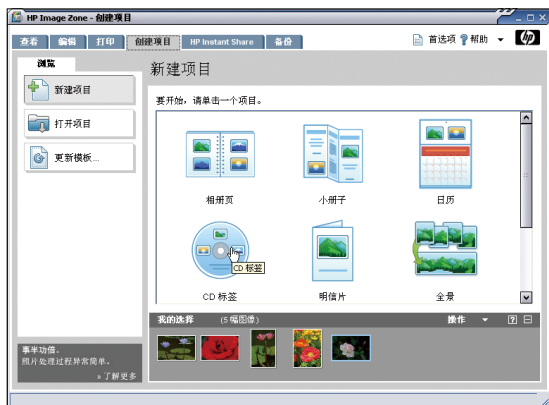 HP Image Zone - 创建项目
查看 编辑 打印 创建项目 HP Instant Share 备份
首选项 ? 帮助
hp
浏览
新建项目
打开项目
更新模板...
新建项目
要开始，请单击一个项目。
相册页 小册子 日历
CD 标签
CD 标签 明信片 全景
我的选择 (5 幅图像) 操作
事半功倍。
照片处理过程异常简单。
» 了解更多